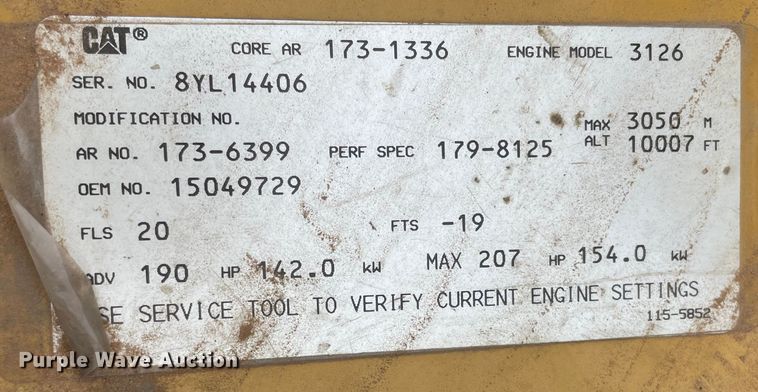 CAT® CORE AR 173-1336 ENGINE MODEL 3126
SER. NO. 8YL14406
MODIFICATION NO.
MAX 3050 M
AR NO. 173-6399 PERF SPEC 179-8125 ALT 10007 FT
OEM NO. 15049729
FLS 20 FTS -19
ADV 190 HP 142.0 kW MAX 207 HP 154.0 kW
SE SERVICE TOOL TO VERIFY CURRENT ENGINE SETTINGS
115-5852
Purple Wave Auction